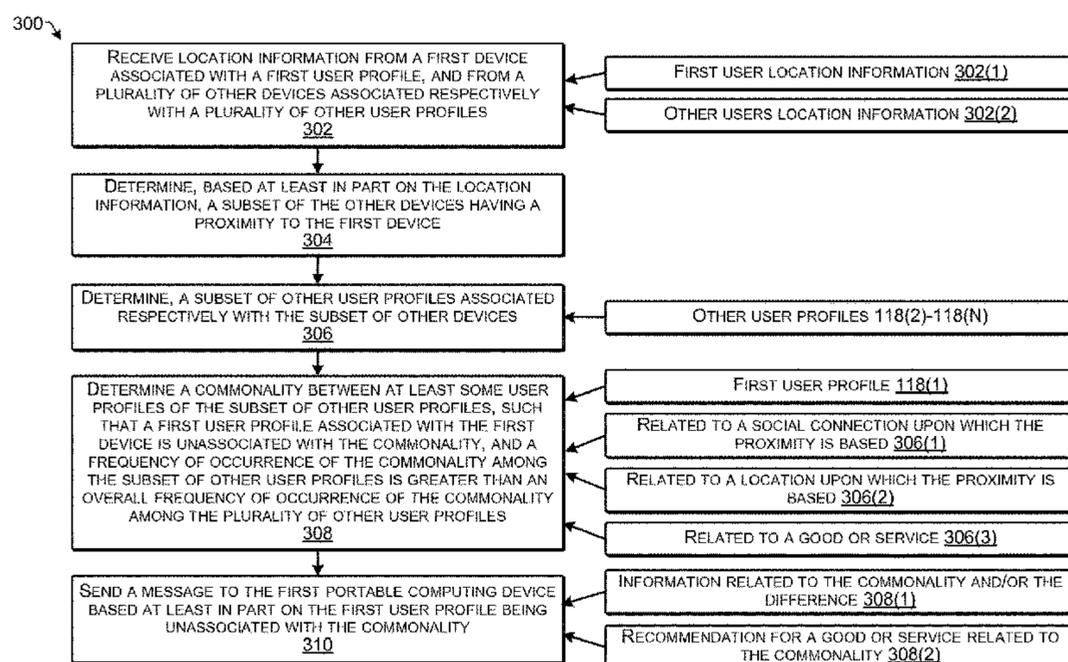 300
RECEIVE LOCATION INFORMATION FROM A FIRST DEVICE
ASSOCIATED WITH A FIRST USER PROFILE, AND FROM A
PLURALITY OF OTHER DEVICES ASSOCIATED RESPECTIVELY
WITH A PLURALITY OF OTHER USER PROFILES
302
FIRST USER LOCATION INFORMATION 302(1)
OTHER USERS LOCATION INFORMATION 302(2)
DETERMINE, BASED AT LEAST IN PART ON THE LOCATION
INFORMATION, A SUBSET OF THE OTHER DEVICES HAVING A
PROXIMITY TO THE FIRST DEVICE
304
DETERMINE, A SUBSET OF OTHER USER PROFILES ASSOCIATED
RESPECTIVELY WITH THE SUBSET OF OTHER DEVICES
306
OTHER USER PROFILES 118(2)-118(N)
DETERMINE A COMMONALITY BETWEEN AT LEAST SOME USER
PROFILES OF THE SUBSET OF OTHER USER PROFILES, SUCH
THAT A FIRST USER PROFILE ASSOCIATED WITH THE FIRST
DEVICE IS UNASSOCIATED WITH THE COMMONALITY, AND A
FREQUENCY OF OCCURRENCE OF THE COMMONALITY AMONG
THE SUBSET OF OTHER USER PROFILES IS GREATER THAN AN
OVERALL FREQUENCY OF OCCURRENCE OF THE COMMONALITY
AMONG THE PLURALITY OF OTHER USER PROFILES
308
FIRST USER PROFILE 118(1)
RELATED TO A SOCIAL CONNECTION UPON WHICH THE
PROXIMITY IS BASED 306(1)
RELATED TO A LOCATION UPON WHICH THE PROXIMITY IS
BASED 306(2)
RELATED TO A GOOD OR SERVICE 306(3)
SEND A MESSAGE TO THE FIRST PORTABLE COMPUTING DEVICE
BASED AT LEAST IN PART ON THE FIRST USER PROFILE BEING
UNASSOCIATED WITH THE COMMONALITY
310
INFORMATION RELATED TO THE COMMONALITY AND/OR THE
DIFFERENCE 308(1)
RECOMMENDATION FOR A GOOD OR SERVICE RELATED TO
THE COMMONALITY 308(2)